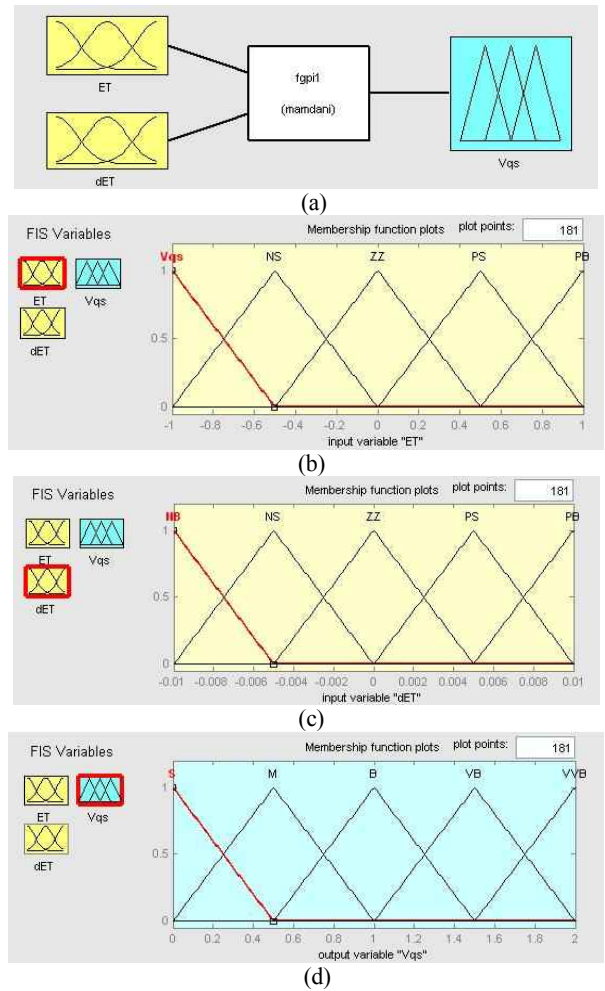 ET
dET
fgpi1
(mamdani)
Vqs
(a)
FIS Variables
Membership function plots plot points: 181
ET Vqs
dET
Vqs NS ZZ PS PB
1
0.5
0
-1 -0.8 -0.6 -0.4 -0.2 0 0.2 0.4 0.6 0.8 1
input variable "ET"
(b)
FIS Variables
Membership function plots plot points: 181
ET Vqs
dET
NB NS ZZ PS PB
1
0.5
0
-0.01 -0.008 -0.006 -0.004 -0.002 0 0.002 0.004 0.006 0.008 0.01
input variable "dET"
(c)
FIS Variables
Membership function plots plot points: 181
ET Vqs
dET
S M B VB VVB
1
0.5
0
0 0.2 0.4 0.6 0.8 1 1.2 1.4 1.6 1.8 2
output variable "Vqs"
(d)